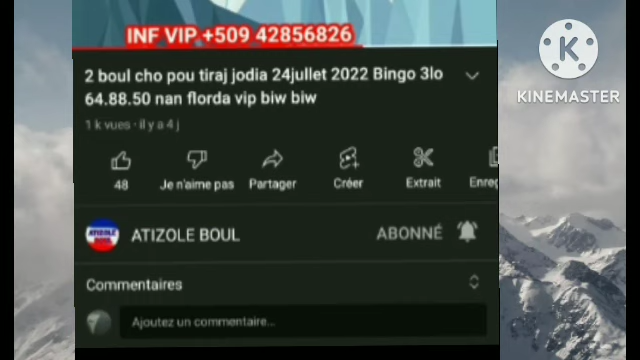 INF VIP +509 42856826
2 boul cho pou tiraj jodia 24jullet 2022 Bingo 3lo
64.88.50 nan florda vip biw biw
1 k vues · il y a 4 j
48
Je n'aime pas
Partager
Créer
Extrait
Enreg
ATIZOLE BOUL
ATIZOLE BOUL
ABONNÉ
Commentaires
Ajoutez un commentaire...
K
KINEMASTER